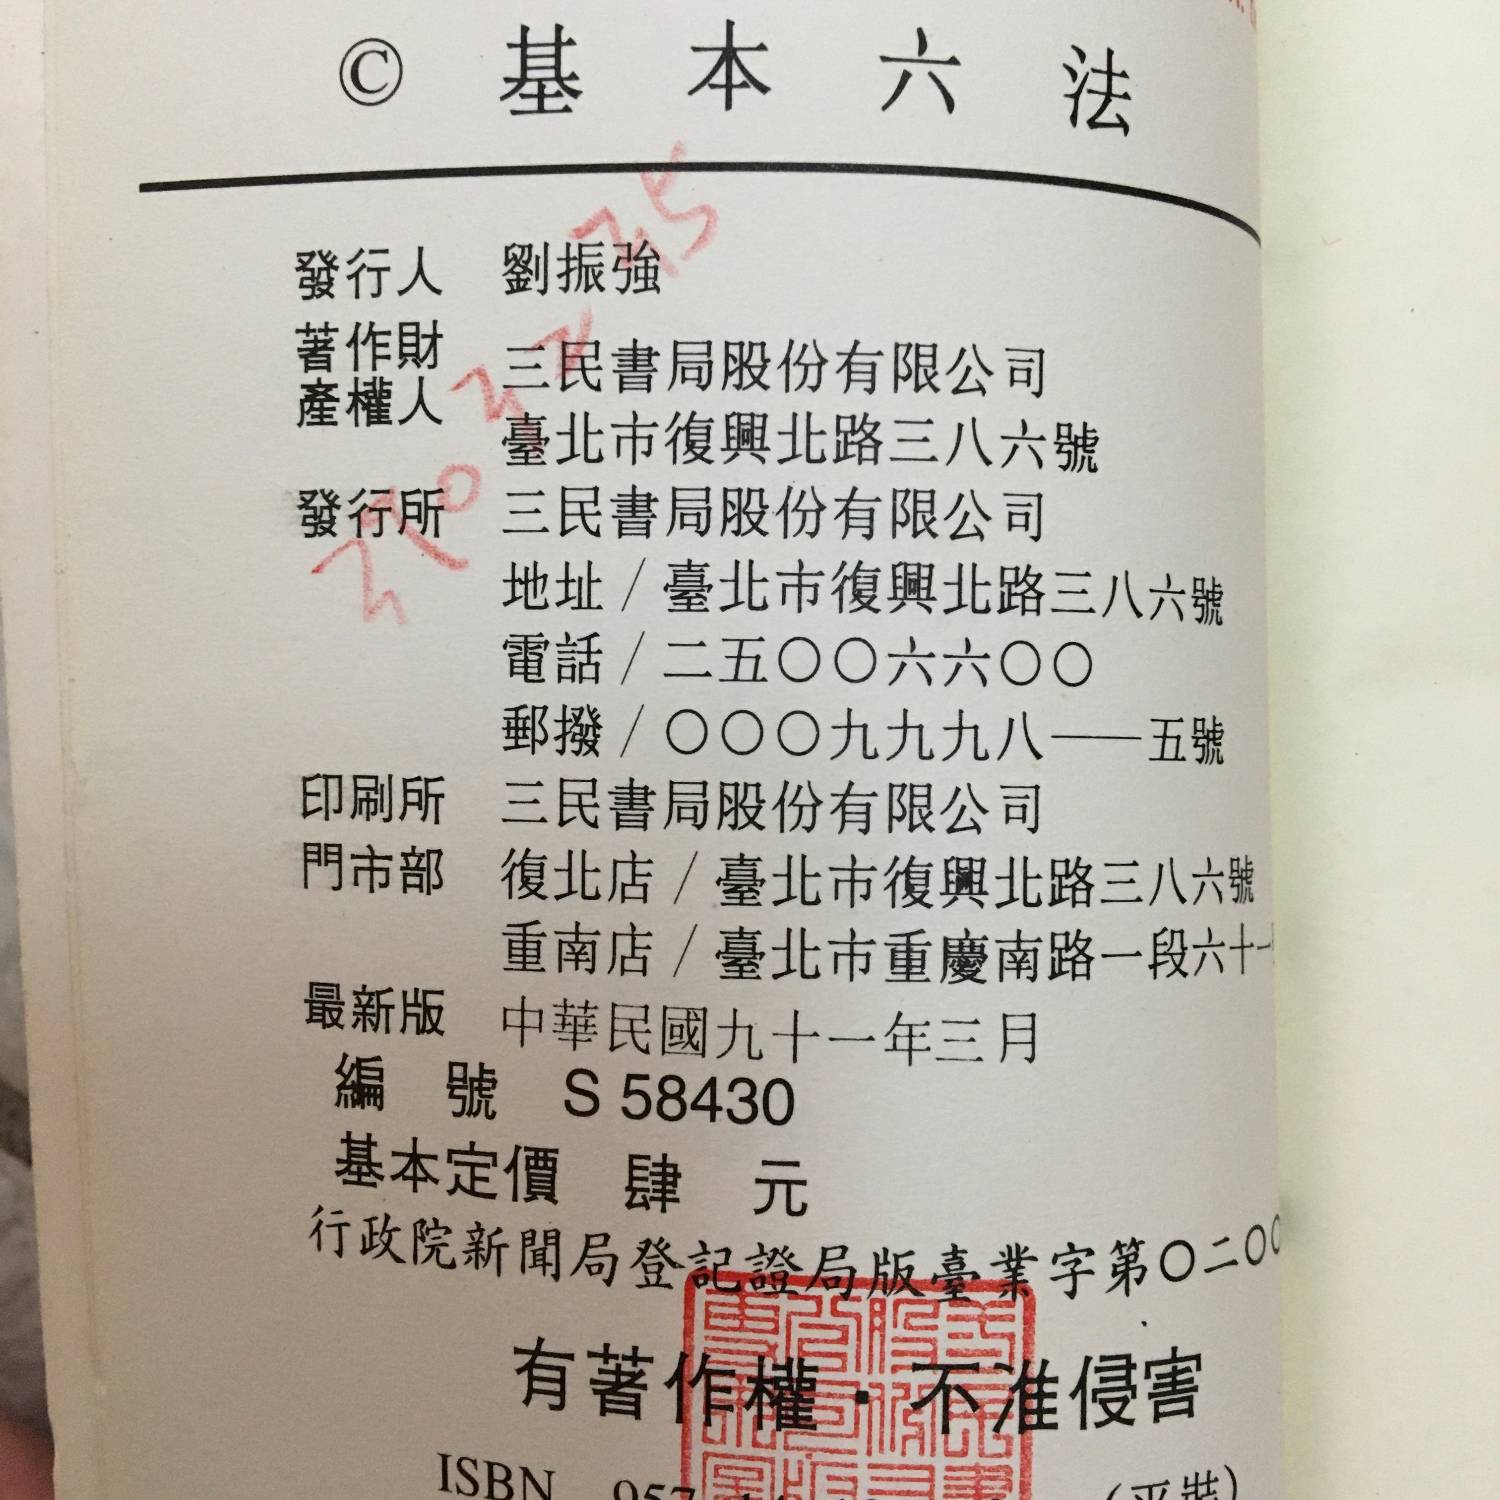 © 基本六法
發行人 劉振強
著作財產權人 三民書局股份有限公司
臺北市復興北路三八六號
發行所 三民書局股份有限公司
地址/臺北市復興北路三八六號
電話/二五〇〇六六〇〇
郵撥/〇〇〇九九九八——五號
印刷所 三民書局股份有限公司
門市部 復北店/臺北市復興北路三八六號
重南店/臺北市重慶南路一段六十一
最新版 中華民國九十一年三月
編 號 S 58430
基本定價 肆 元
行政院新聞局登記證局版臺業字第〇二〇〇
有著作權・不准侵害
ISBN 957 (平裝)